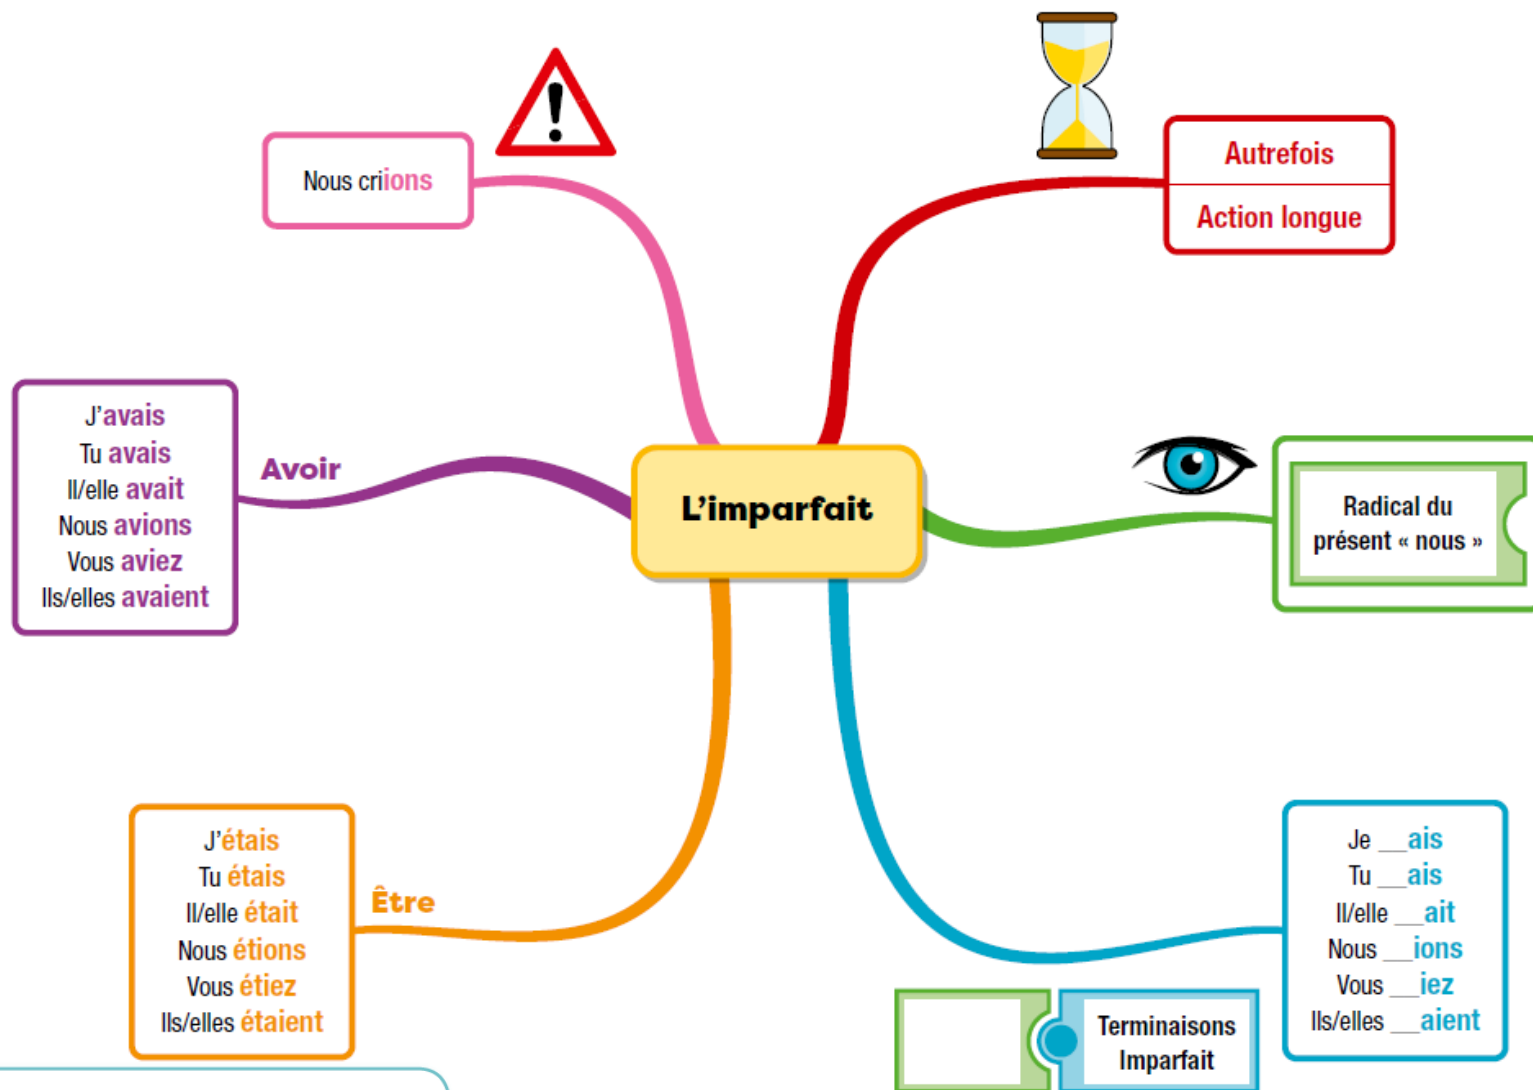 Nous criions
Autrefois
Action longue
J'avais
Tu avais
Il/elle avait
Nous avions
Vous aviez
Ils/elles avaient
Avoir
L'imparfait
Radical du
présent « nous »
J'étais
Tu étais
Il/elle était
Nous étions
Vous étiez
Ils/elles étaient
Être
Je __ais
Tu __ais
Il/elle __ait
Nous __ions
Vous __iez
Ils/elles __aient
Terminaisons
Imparfait